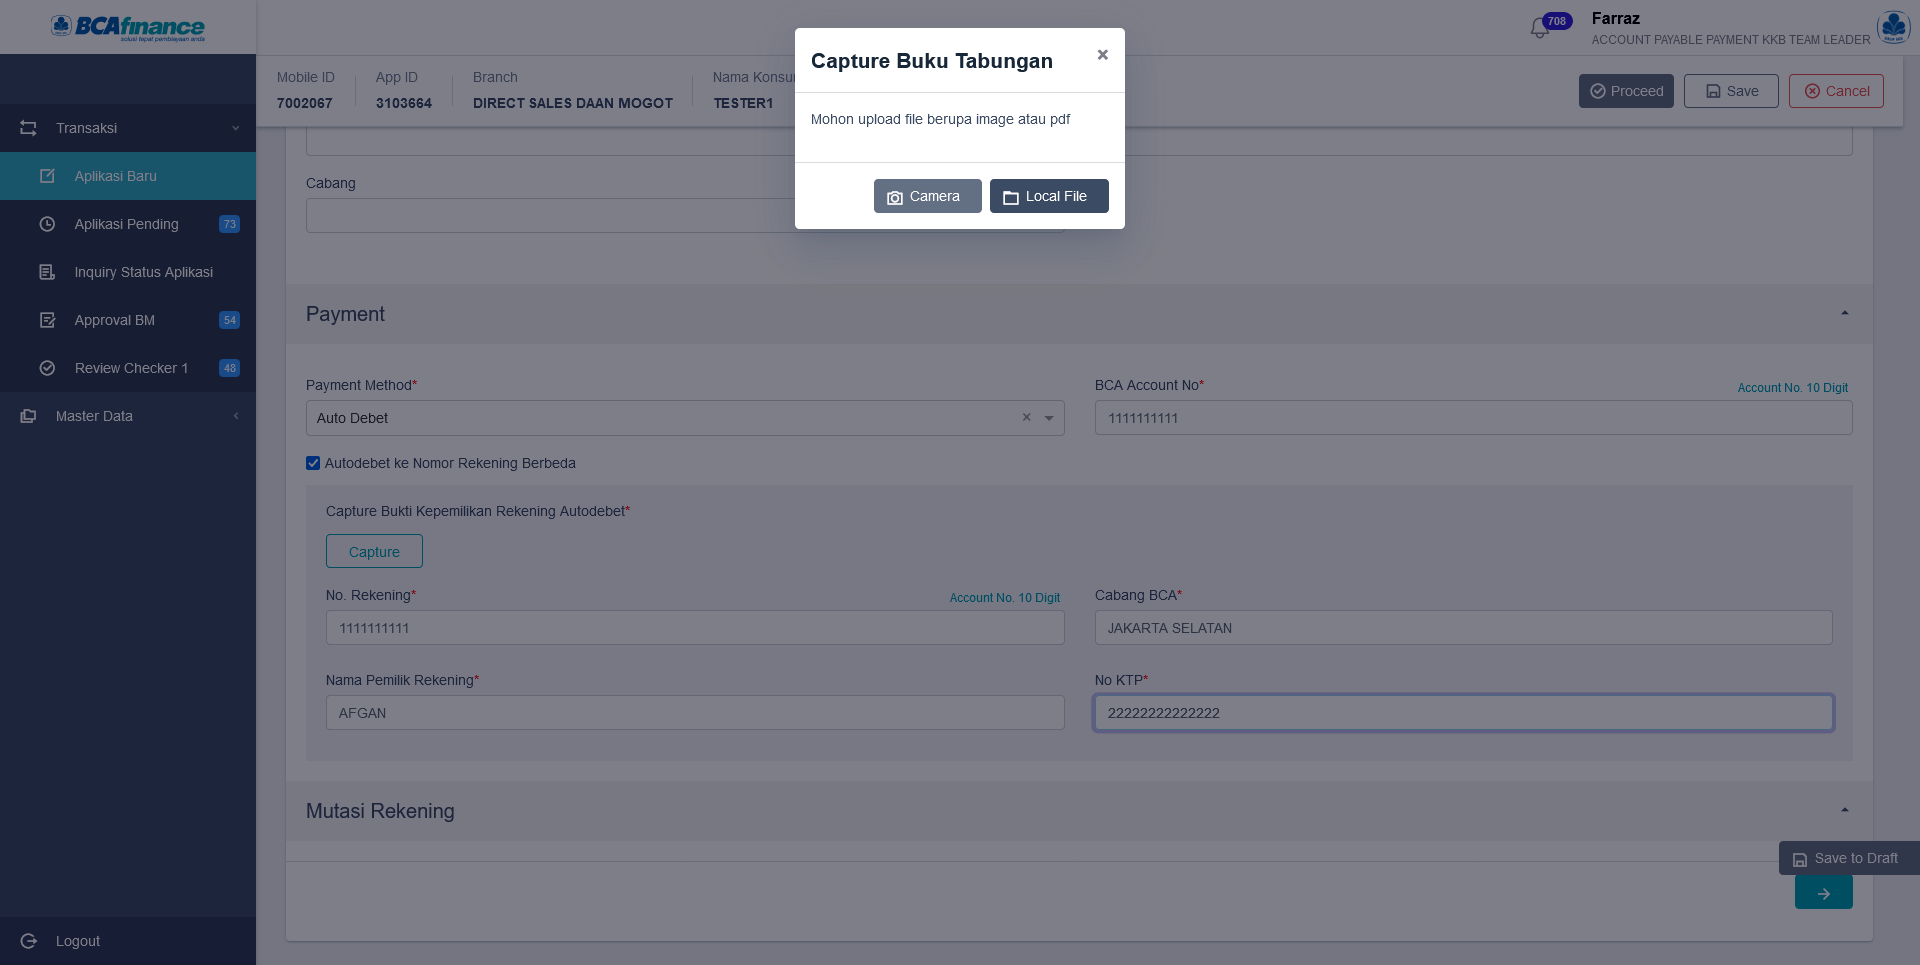 BCAfinance
solusi tepat pembiayaan anda
708
Farraz
ACCOUNT PAYABLE PAYMENT KKB TEAM LEADER
Mobile ID
7002067
App ID
3103664
Branch
DIRECT SALES DAAN MOGOT
Nama Konsu
TESTER1
Proceed
Save
Cancel
Transaksi
Aplikasi Baru
Aplikasi Pending
73
Inquiry Status Aplikasi
Approval BM
54
Review Checker 1
48
Master Data
Logout
Capture Buku Tabungan
×
Mohon upload file berupa image atau pdf
Camera
Local File
Cabang
Payment
Payment Method*
Auto Debet
×
BCA Account No*
Account No. 10 Digit
1111111111
Autodebet ke Nomor Rekening Berbeda
Capture Bukti Kepemilikan Rekening Autodebet*
Capture
No. Rekening*
Account No. 10 Digit
1111111111
Cabang BCA*
JAKARTA SELATAN
Nama Pemilik Rekening*
AFGAN
No KTP*
22222222222222
Mutasi Rekening
Save to Draft